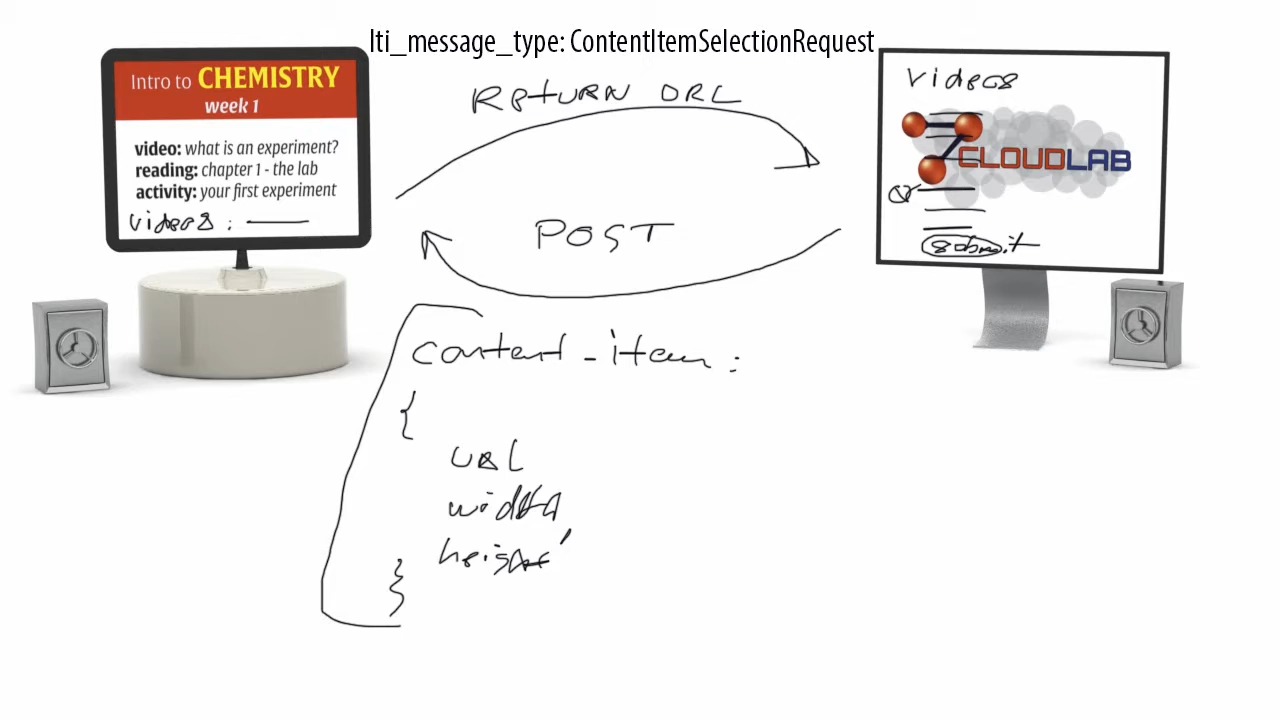 lti_message_type: ContentItemSelectionRequest
Intro to CHEMISTRY
week 1
video: what is an experiment?
reading: chapter 1 - the lab
activity: your first experiment
videos: 
RETURN URL
POST
videos
CLOUDLAB
submit
content-item:
{
URL
width
height
}